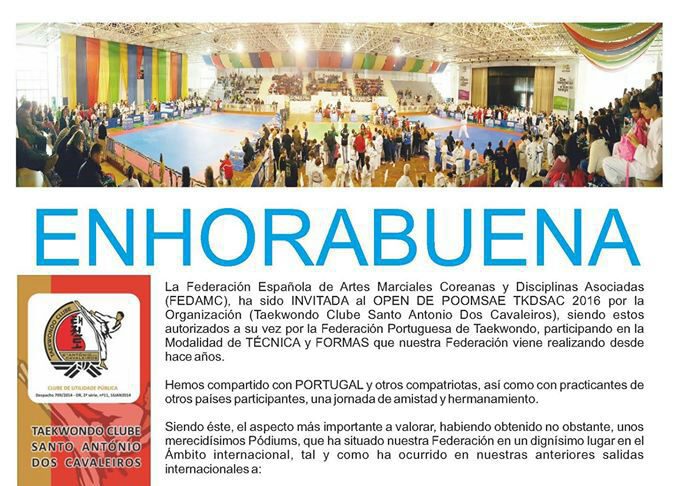 ENHORABUENA
La Federación Española de Artes Marciales Coreanas y Disciplinas Asociadas
(FEDAMC), ha sido INVITADA al OPEN DE POOMSAE TKDSAC 2016 por la
Organización (Taekwondo Clube Santo Antonio Dos Cavaleiros), siendo estos
autorizados a su vez por la Federación Portuguesa de Taekwondo, participando en la
Modalidad de TÉCNICA y FORMAS que nuestra Federación viene realizando desde
hace años.
Hemos compartido con PORTUGAL y otros compatriotas, así como con practicantes de
otros países participantes, una jornada de amistad y hermanamiento.
Siendo éste, el aspecto más importante a valorar, habiendo obtenido no obstante, unos
merecidísimos Pódiums, que ha situado nuestra Federación en un dignísimo lugar en el
Ámbito internacional, tal y como ha ocurrido en nuestras anteriores salidas
internacionales a:
TAEKWONDO CLUBE
CLUBE DE UTILIDADE PÚBLICA
TAEKWONDO CLUBE
SANTO ANTÓNIO
DOS CAVALEIROS